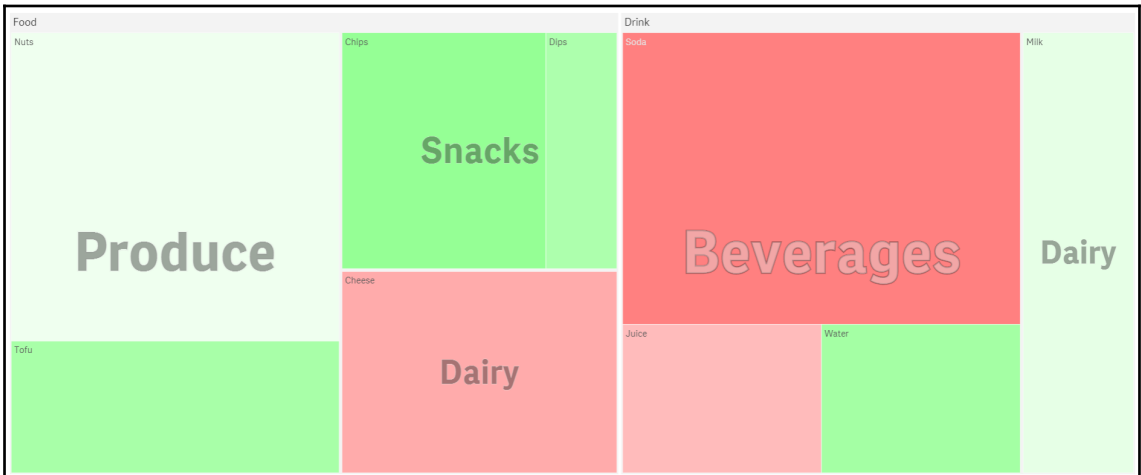 Food
Drink
Nuts
Chips
Dips
Soda
Milk
Snacks
Produce
Beverages
Dairy
Cheese
Juice
Water
Tofu
Dairy